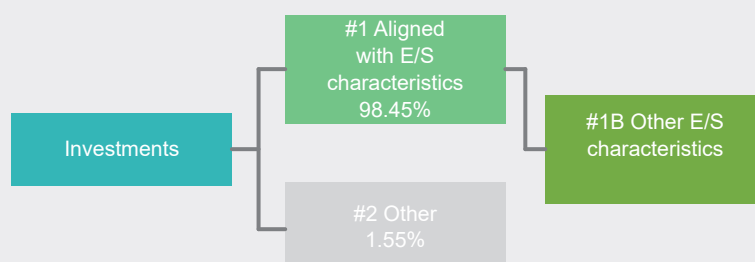 Investments
#1 Aligned
with E/S
characteristics
98.45%
#2 Other
1.55%
#1B Other E/S
characteristics